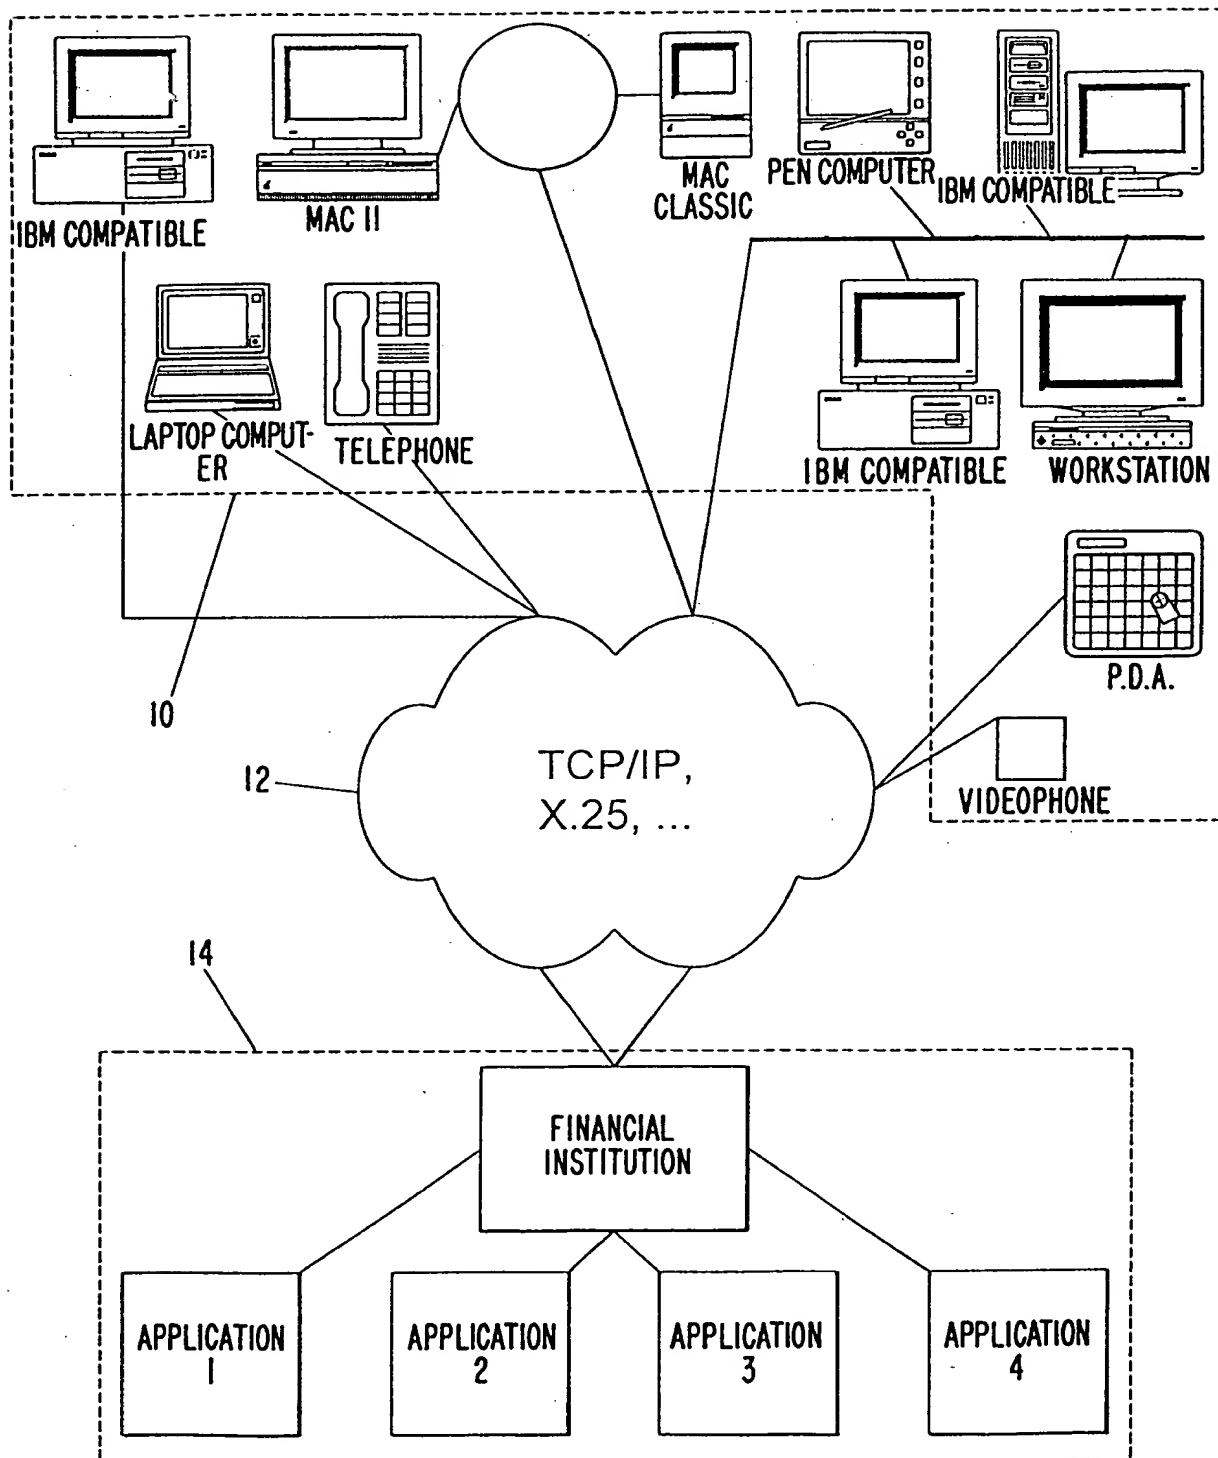 IBM COMPATIBLE
MAC II
MAC
CLASSIC
PEN COMPUTER
IBM COMPATIBLE
LAPTOP COMPUT-
ER
TELEPHONE
IBM COMPATIBLE
WORKSTATION
10
P.D.A.
12
TCP/IP,
X.25, ...
VIDEOPHONE
14
FINANCIAL
INSTITUTION
APPLICATION
1
APPLICATION
2
APPLICATION
3
APPLICATION
4